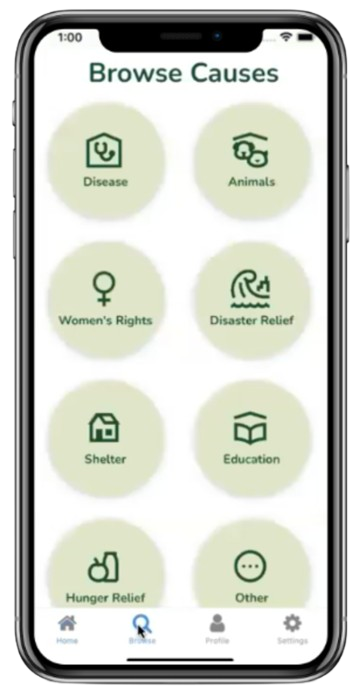 1:00
Browse Causes
Disease
Animals
Women's Rights
Disaster Relief
Shelter
Education
Hunger Relief
Other
Home
Browse
Profile
Settings